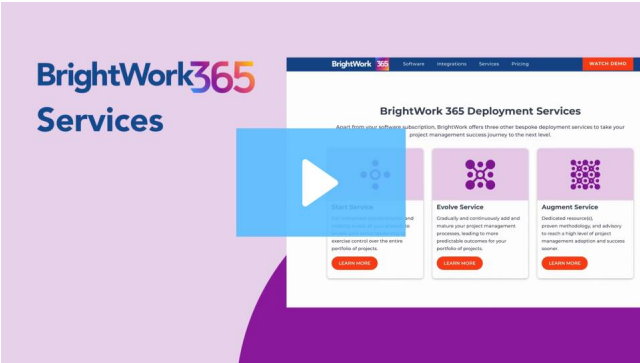 BrightWork365
Services
BrightWork 365
Software Integrations Services Pricing
WATCH DEMO
BrightWork 365 Deployment Services
Apart from your software subscription, BrightWork offers three other bespoke deployment services to take your
project management success journey to the next level.
Start Service
exercise control over the entire
portfolio of projects.
LEARN MORE
Evolve Service
Gradually and continuously add and
mature your project management
processes, leading to more
predictable outcomes for your
portfolio of projects.
LEARN MORE
Augment Service
Dedicated resource(s),
proven methodology, and advisory
to reach a high level of project
management adoption and success
sooner.
LEARN MORE